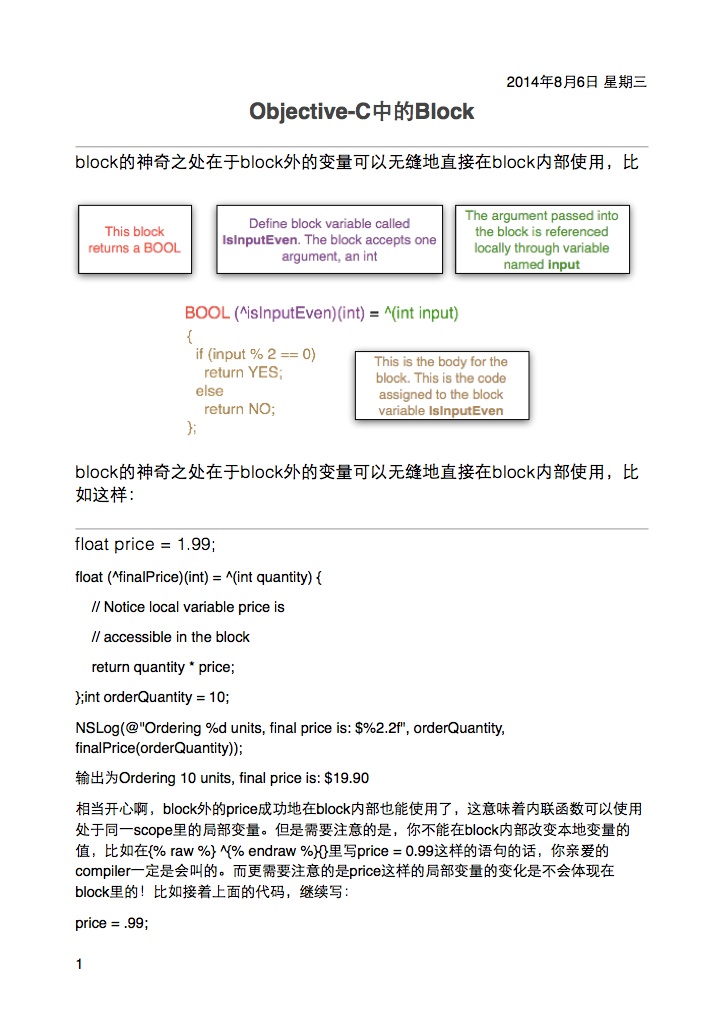 2014年8月6日 星期三
Objective-C中的Block
block的神奇之处在于block外的变量可以无缝地直接在block内部使用，比
This block
returns a BOOL
Define block variable called
IsInputEven. The block accepts one
argument, an int
The argument passed into
the block is referenced
locally through variable
named input
BOOL (^isInputEven)(int) = ^(int input)
{
if (input % 2 == 0)
return YES;
else
return NO;
};
This is the body for the
block. This is the code
assigned to the block
variable IsInputEven
block的神奇之处在于block外的变量可以无缝地直接在block内部使用，比
如这样：
float price = 1.99;
float (^finalPrice)(int) = ^(int quantity) {
// Notice local variable price is
// accessible in the block
return quantity * price;
};int orderQuantity = 10;
NSLog(@"Ordering %d units, final price is: $%2.2f", orderQuantity,
finalPrice(orderQuantity));
输出为Ordering 10 units, final price is: $19.90
相当开心啊，block外的price成功地在block内部也能使用了，这意味着内联函数可以使用
处于同一scope里的局部变量。但是需要注意的是，你不能在block内部改变本地变量的
值，比如在{% raw %} ^{% endraw %}{}里写price = 0.99这样的语句的话，你亲爱的
compiler一定是会叫的。而更需要注意的是price这样的局部变量的变化是不会体现在
block里的！比如接着上面的代码，继续写：
price = .99;
1